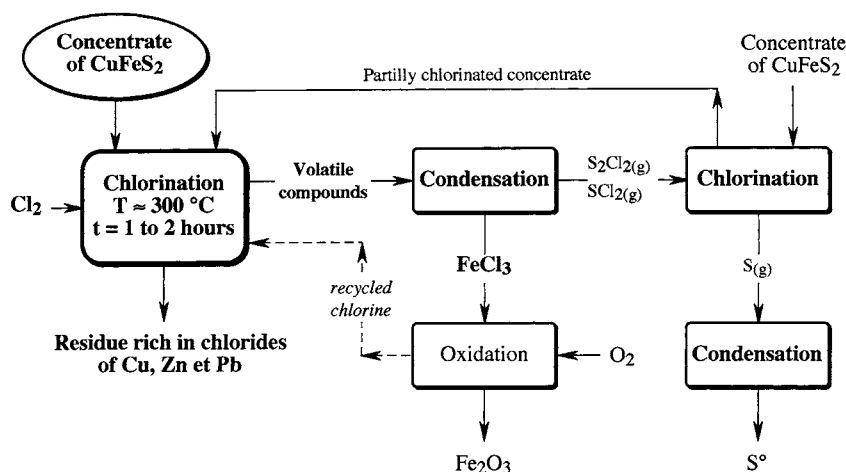 Concentrate
of CuFeS2
Concentrate
of CuFeS2
Partilly chlorinated concentrate
Cl2
Chlorination
T ≈ 300 °C
t = 1 to 2 hours
Volatile
compounds
Condensation
S2Cl2(g)
SCl2(g)
Chlorination
FeCl3
S(g)
recycled
chlorine
Residue rich in chlorides
of Cu, Zn et Pb
Oxidation
O2
Condensation
Fe2O3
S°